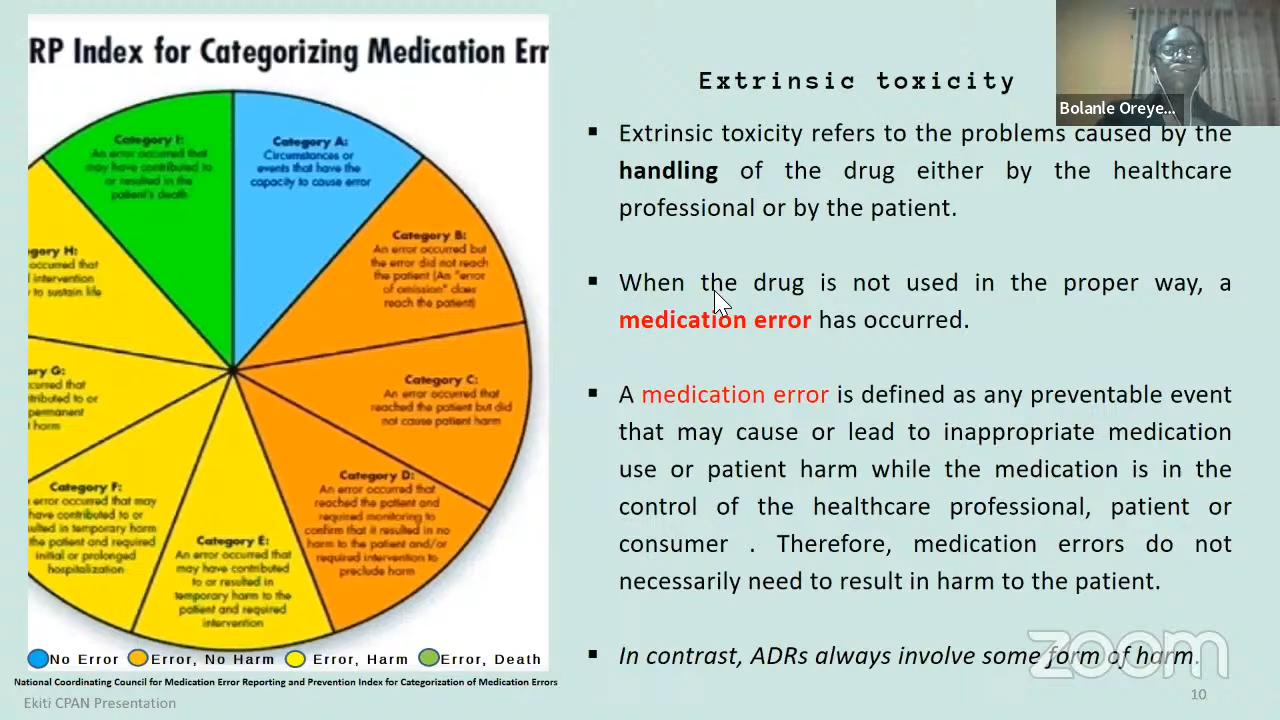 RP Index for Categorizing Medication Err
Category I:
An error occurred that
may have contributed to
or resulted in the
patient's death
Category A:
Circumstances or
events that have the
capacity to cause error
Category B:
An error occurred but
the error did not reach
the patient (An "error
of omission" does
reach the patient)
Category C:
An error occurred that
reached the patient but did
not cause patient harm
Category D:
An error occurred that
reached the patient and
required monitoring to
confirm that it resulted in no
harm to the patient and/or
required intervention to
preclude harm
Category E:
An error occurred that
may have contributed
to or resulted in
temporary harm to the
patient and required
intervention
Category F:
error occurred that may
have contributed to or
ulted in temporary harm
the patient and required
initial or prolonged
hospitalization
gory G:
curred that
tributed to or
permanent
harm
gory H:
occurred that
intervention
to sustain life
No Error Error, No Harm Error, Harm Error, Death
National Coordinating Council for Medication Error Reporting and Prevention Index for Categorization of Medication Errors
Ekiti CPAN Presentation
Extrinsic toxicity
▪ Extrinsic toxicity refers to the problems caused by the
handling of the drug either by the healthcare
professional or by the patient.
▪ When the drug is not used in the proper way, a
medication error has occurred.
▪ A medication error is defined as any preventable event
that may cause or lead to inappropriate medication
use or patient harm while the medication is in the
control of the healthcare professional, patient or
consumer . Therefore, medication errors do not
necessarily need to result in harm to the patient.
▪ In contrast, ADRs always involve some form of harm.
10
Bolanle Oreye...
zoom